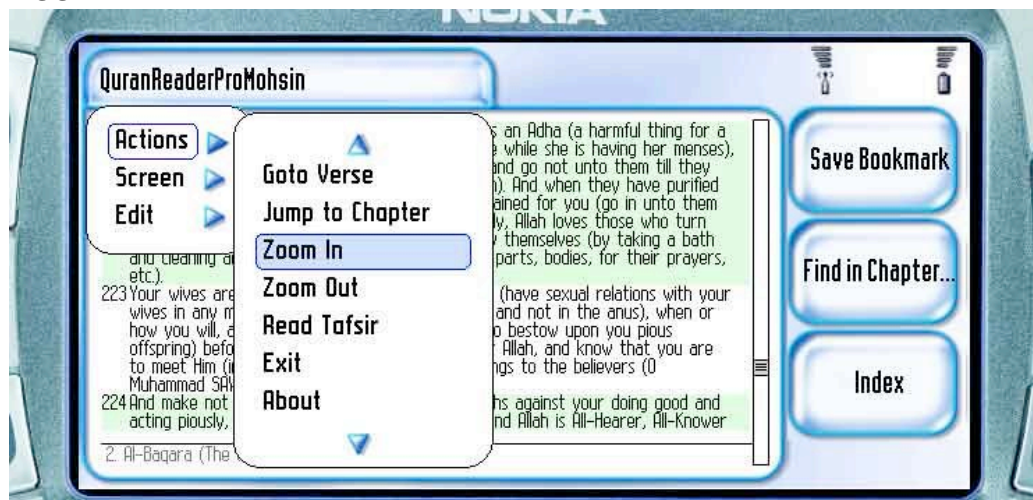 NOKIA
QuranReaderProMohsin
Actions
Screen
Edit
Goto Verse
Jump to Chapter
Zoom In
Zoom Out
Read Tafsir
Exit
About
s an Adha (a harmful thing for a
while she is having her menses),
and go not unto them till they
). And when they have purified
ained for you (go in unto them
ly, Allah loves those who turn
themselves (by taking a bath
and cleaning parts, bodies, for their prayers,
etc.).
223 Your wives are (have sexual relations with your
wives in any and not in the anus), when or
how you will, o bestow upon you pious
offspring) befo Allah, and know that you are
to meet Him ngs to the believers (O
Muhammad SAW
224 And make not hs against your doing good and
acting piously, nd Allah is All-Hearer, All-Knower
2. Al-Baqara (The
Save Bookmark
Find in Chapter...
Index